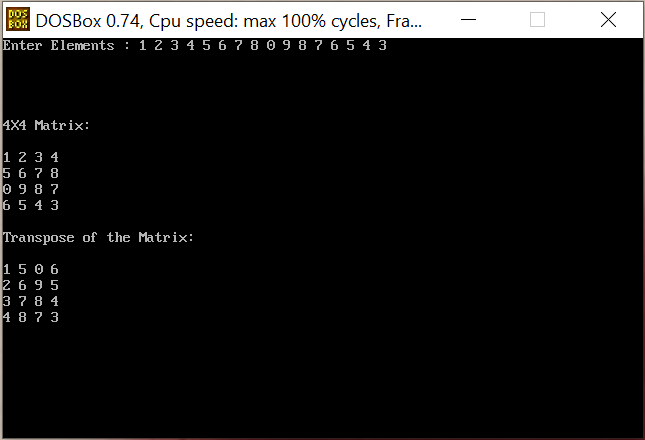 DOS BOX DOSBox 0.74, Cpu speed: max 100% cycles, Fra...
Enter Elements : 1 2 3 4 5 6 7 8 0 9 8 7 6 5 4 3
4X4 Matrix:
1 2 3 4
5 6 7 8
0 9 8 7
6 5 4 3
Transpose of the Matrix:
1 5 0 6
2 6 9 5
3 7 8 4
4 8 7 3